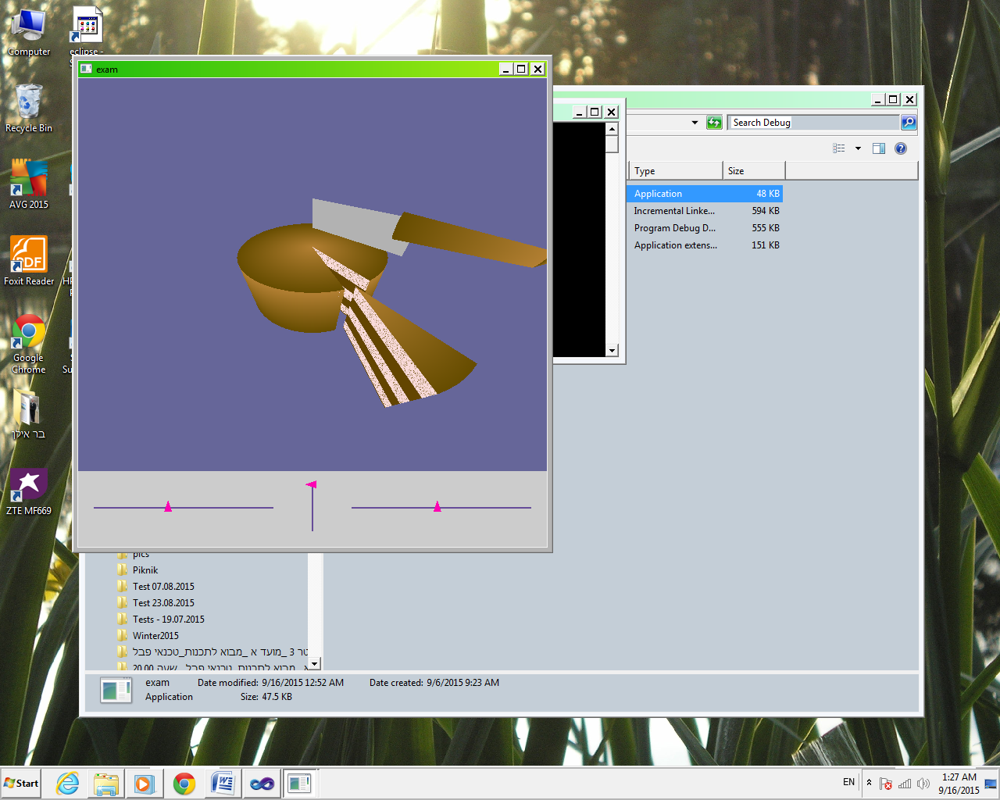 Computer
eclipse -
Recycle Bin
AVG 2015
Foxit Reader
PDF
Google
Chrome
בר אילן
ZTE MF669
exam
Search Debug
Type
Size
Application
48 KB
Incremental Linke...
594 KB
Program Debug D...
555 KB
Application extens...
151 KB
pics
Piknik
Test 07.08.2015
Test 23.08.2015
Tests - 19.07.2015
Winter2015
טר 3 _מועד א _מבוא לתכנות_טכנאי פבל
exam
Date modified: 9/16/2015 12:52 AM
Date created: 9/6/2015 9:23 AM
Application
Size: 47.5 KB
Start
EN
1:27 AM
9/16/2015